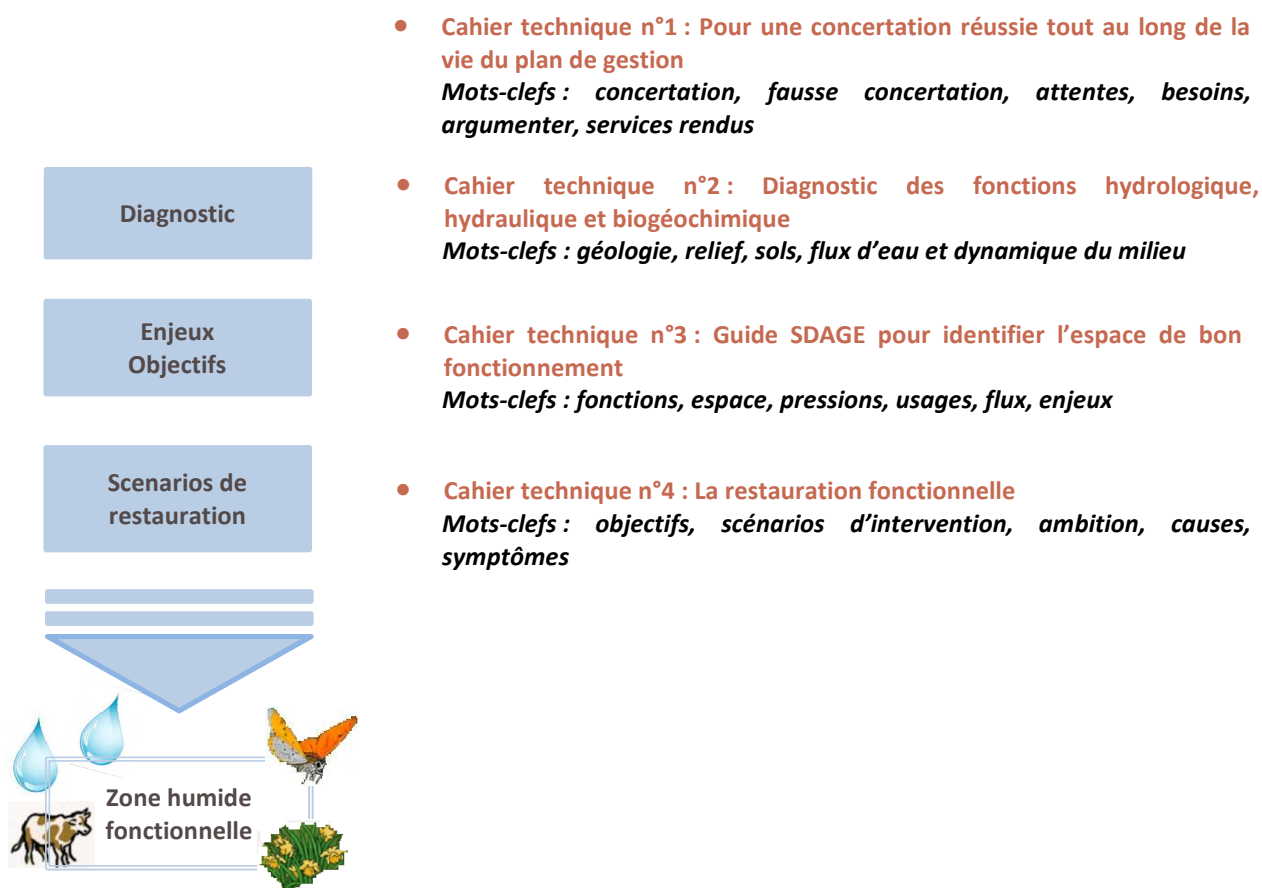 • Cahier technique n°1 : Pour une concertation réussie tout au long de la
vie du plan de gestion
Mots-clefs : concertation, fausse concertation, attentes, besoins,
argumenter, services rendus
Diagnostic
• Cahier technique n°2 : Diagnostic des fonctions hydrologique,
hydraulique et biogéochimique
Mots-clefs : géologie, relief, sols, flux d’eau et dynamique du milieu
Enjeux
Objectifs
• Cahier technique n°3 : Guide SDAGE pour identifier l’espace de bon
fonctionnement
Mots-clefs : fonctions, espace, pressions, usages, flux, enjeux
Scenarios de
restauration
• Cahier technique n°4 : La restauration fonctionnelle
Mots-clefs : objectifs, scénarios d’intervention, ambition, causes,
symptômes
Zone humide
fonctionnelle